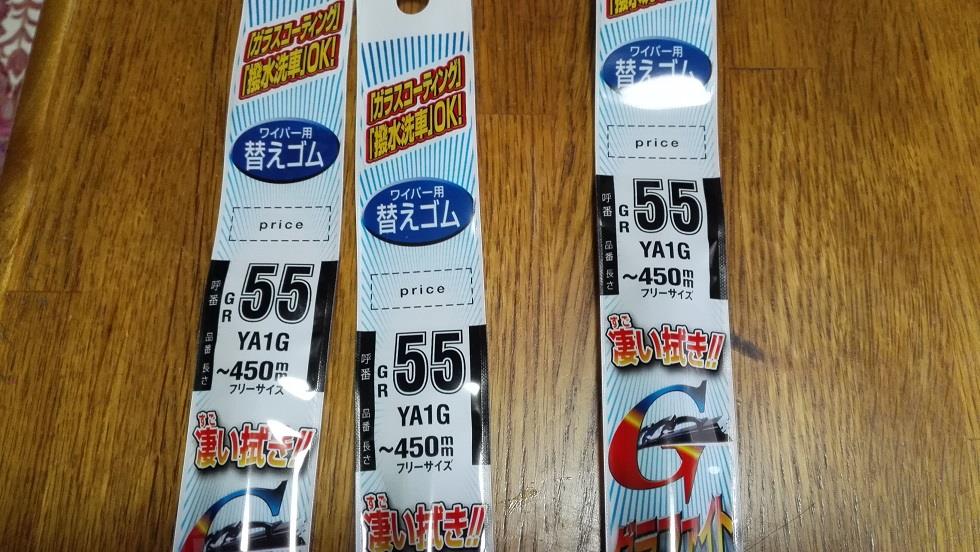 「ガラスコーティング」
「撥水洗車」OK!
ワイパー用
替えゴム
price
呼番 GR 55
品番 YA1G
長さ ~450mm
フリーサイズ
すご
凄い拭き!!
G
「ガラスコーティング」
「撥水洗車」OK!
ワイパー用
替えゴム
price
呼番 GR 55
品番 YA1G
長さ ~450mm
フリーサイズ
すご
凄い拭き!!
ワイパー用
替えゴム
price
呼番 GR 55
品番 YA1G
長さ ~450mm
フリーサイズ
すご
凄い拭き!!
G